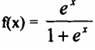 f(x) = e^x / (1 + e^x)